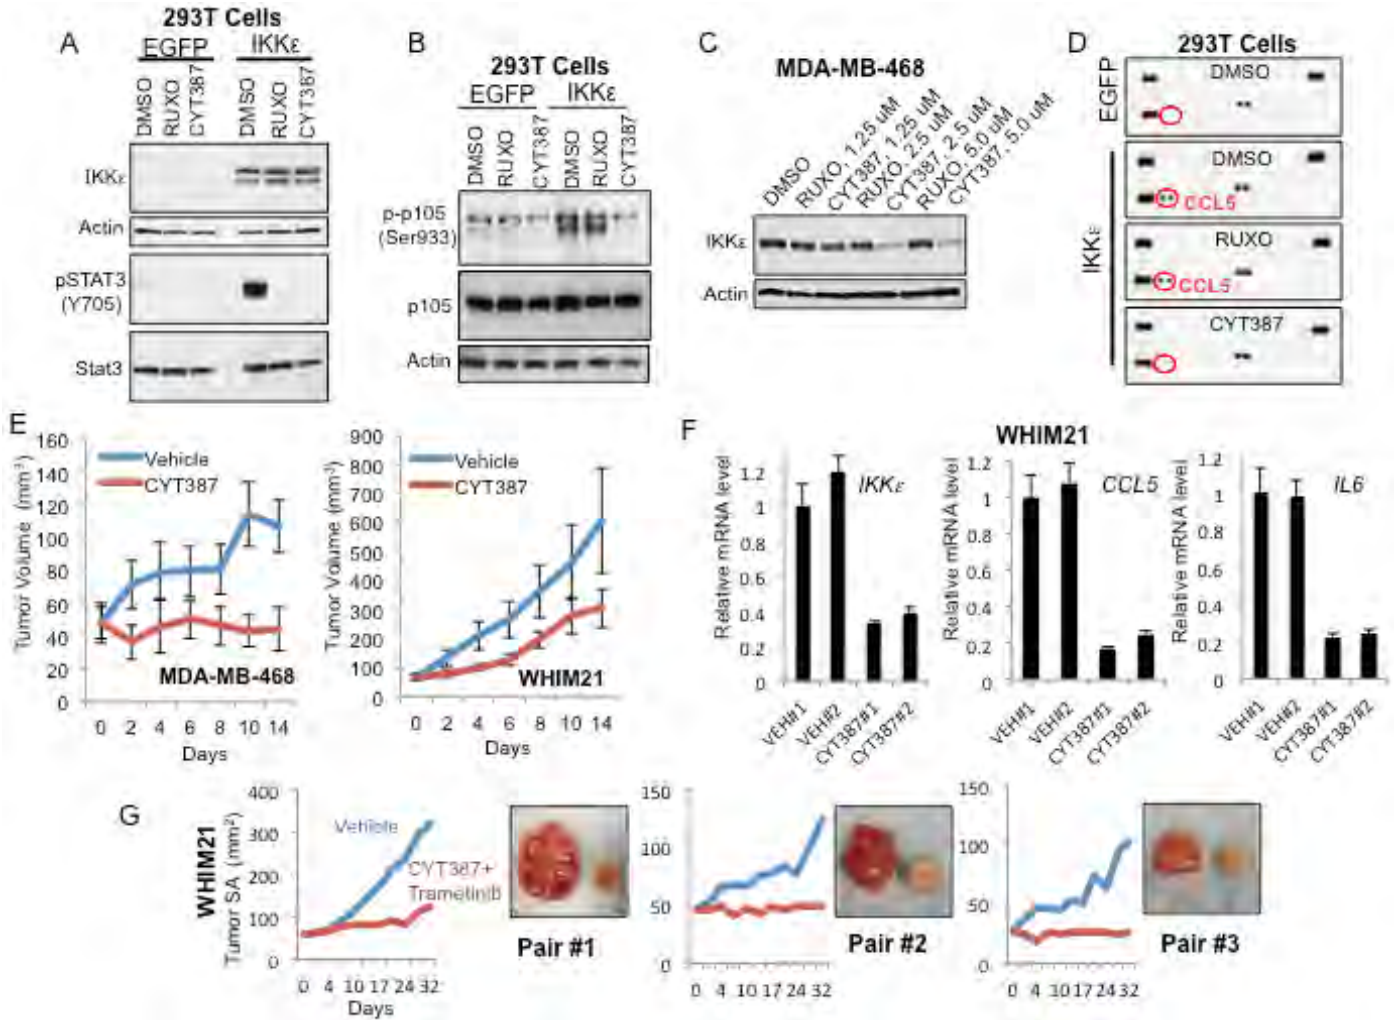 A
293T Cells
EGFP IKKε
DMSO
RUXO
CYT387
DMSO
RUXO
CYT387
IKKε
Actin
pSTAT3
(Y705)
Stat3
B
293T Cells
EGFP IKKε
DMSO
RUXO
CYT387
DMSO
RUXO
CYT387
p-p105
(Ser933)
p105
Actin
C
MDA-MB-468
DMSO
RUXO, 1.25 uM
CYT387, 1.25 uM
RUXO, 2.5 uM
CYT387, 2.5 uM
RUXO, 5.0 uM
CYT387, 5.0 uM
IKKε
Actin
D
293T Cells
EGFP
DMSO
IKKε
DMSO
CCL5
RUXO
CCL5
CYT387
E
Tumor Volume (mm³)
160
140
120
100
80
60
40
20
0
Vehicle
CYT387
MDA-MB-468
0 2 4 6 8 10 14
Days
Tumor Volume (mm³)
900
800
700
600
500
400
300
200
100
0
Vehicle
CYT387
WHIM21
0 2 4 6 8 10 14
Days
F
WHIM21
Relative mRNA level
1.2
1
0.8
0.6
0.4
0.2
0
IKKε
VEH#1
VEH#2
CYT387#1
CYT387#2
Relative mRNA level
1.2
1
0.8
0.6
0.4
0.2
0
CCL5
VEH#1
VEH#2
CYT387#1
CYT387#2
Relative mRNA level
1.2
1
0.8
0.6
0.4
0.2
0
IL6
VEH#1
VEH#2
CYT387#1
CYT387#2
G
WHIM21
Tumor SA (mm²)
400
300
200
100
0
Vehicle
CYT387+
Trametinib
0 4 10 17 24 32
Days
Pair #1
150
100
50
0
0 4 10 17 24 32
Pair #2
150
100
50
0
0 4 10 17 24 32
Pair #3